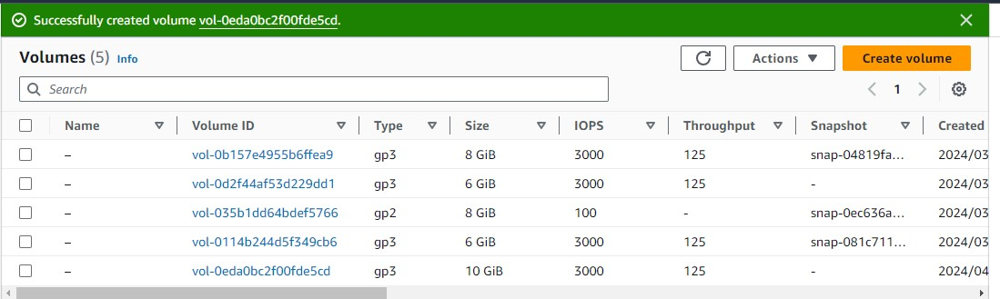 Successfully created volume vol-0eda0bc2f00fde5cd.
Volumes (5) Info Actions Create volume
Search 1
Name Volume ID Type Size IOPS Throughput Snapshot Created
– vol-0b157e4955b6ffea9 gp3 8 GiB 3000 125 snap-04819fa... 2024/03
– vol-0d2f44af53d229dd1 gp3 6 GiB 3000 125 - 2024/03
– vol-035b1dd64bdef5766 gp2 8 GiB 100 - snap-0ec636a... 2024/03
– vol-0114b244d5f349cb6 gp3 6 GiB 3000 125 snap-081c711... 2024/03
– vol-0eda0bc2f00fde5cd gp3 10 GiB 3000 125 - 2024/04